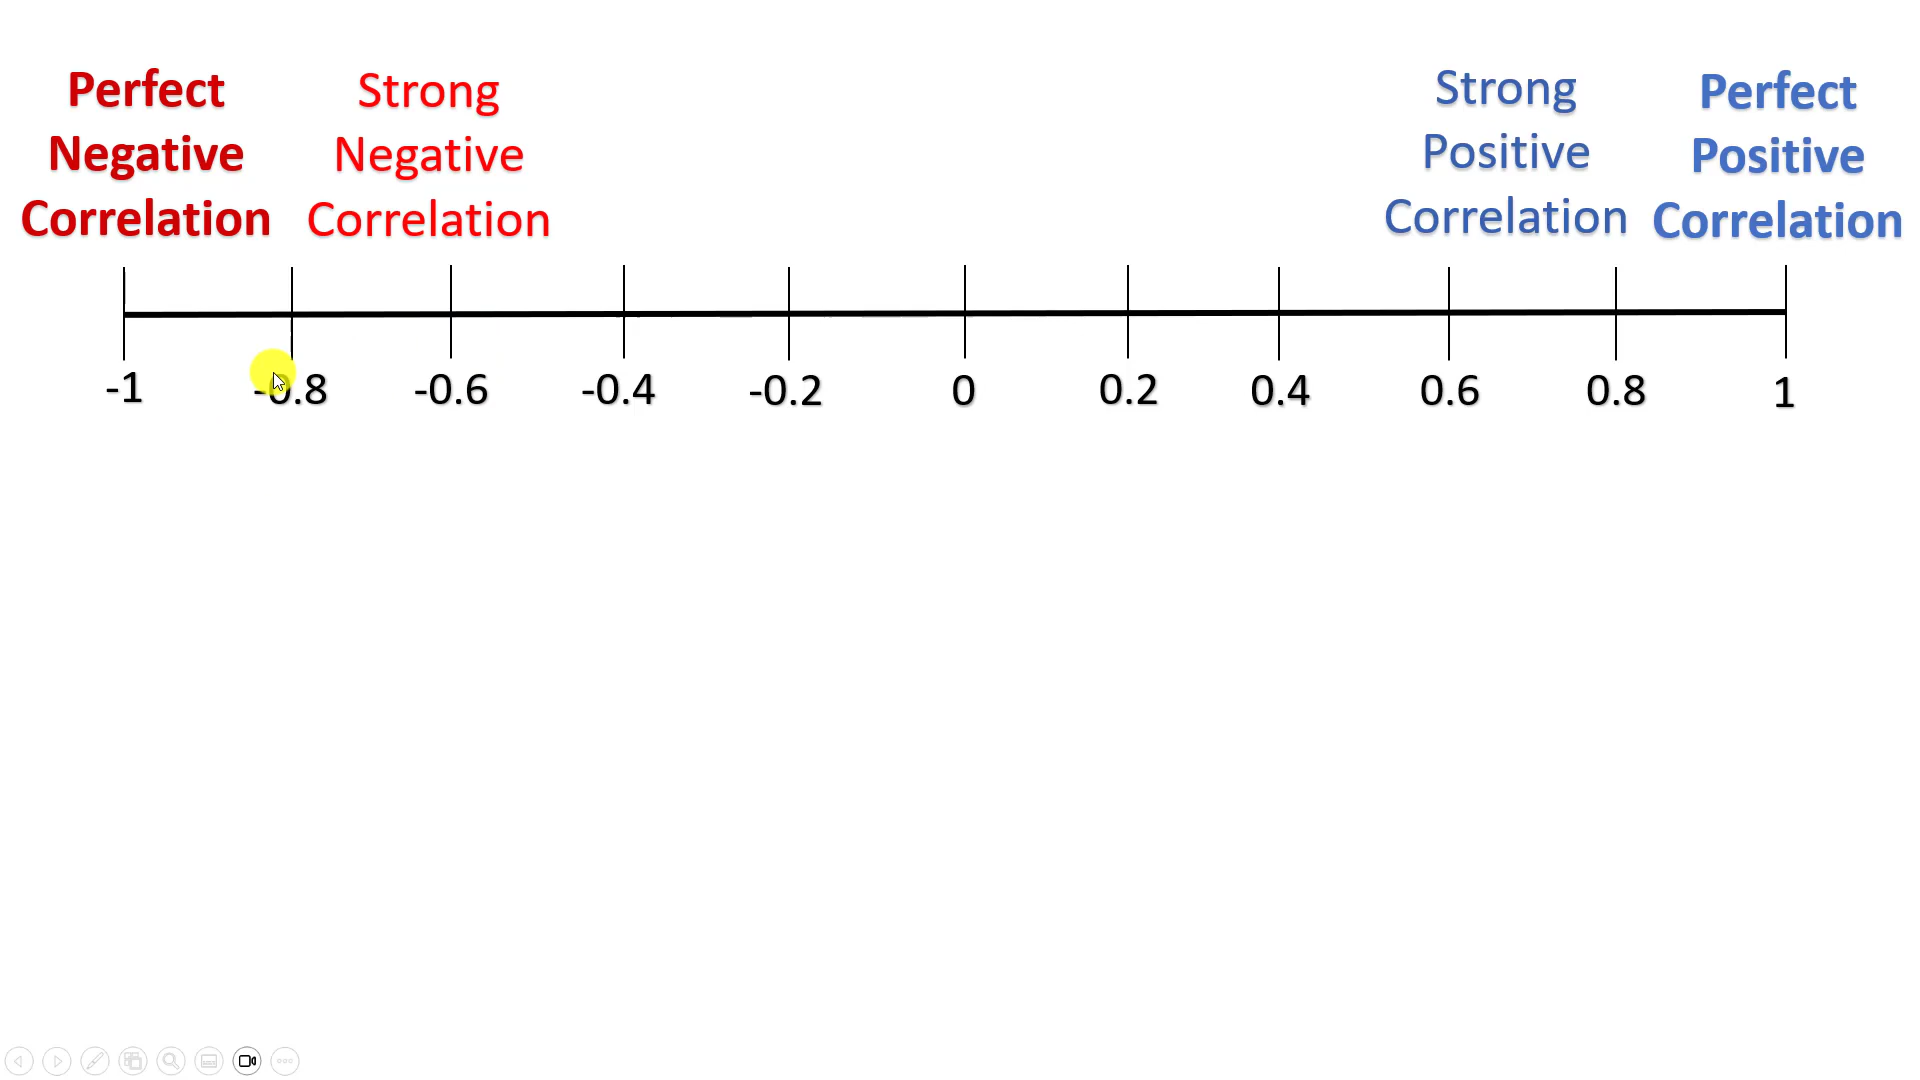 Perfect
Negative
Correlation
Strong
Negative
Correlation
Strong
Positive
Correlation
Perfect
Positive
Correlation
-1 -0.8 -0.6 -0.4 -0.2 0 0.2 0.4 0.6 0.8 1